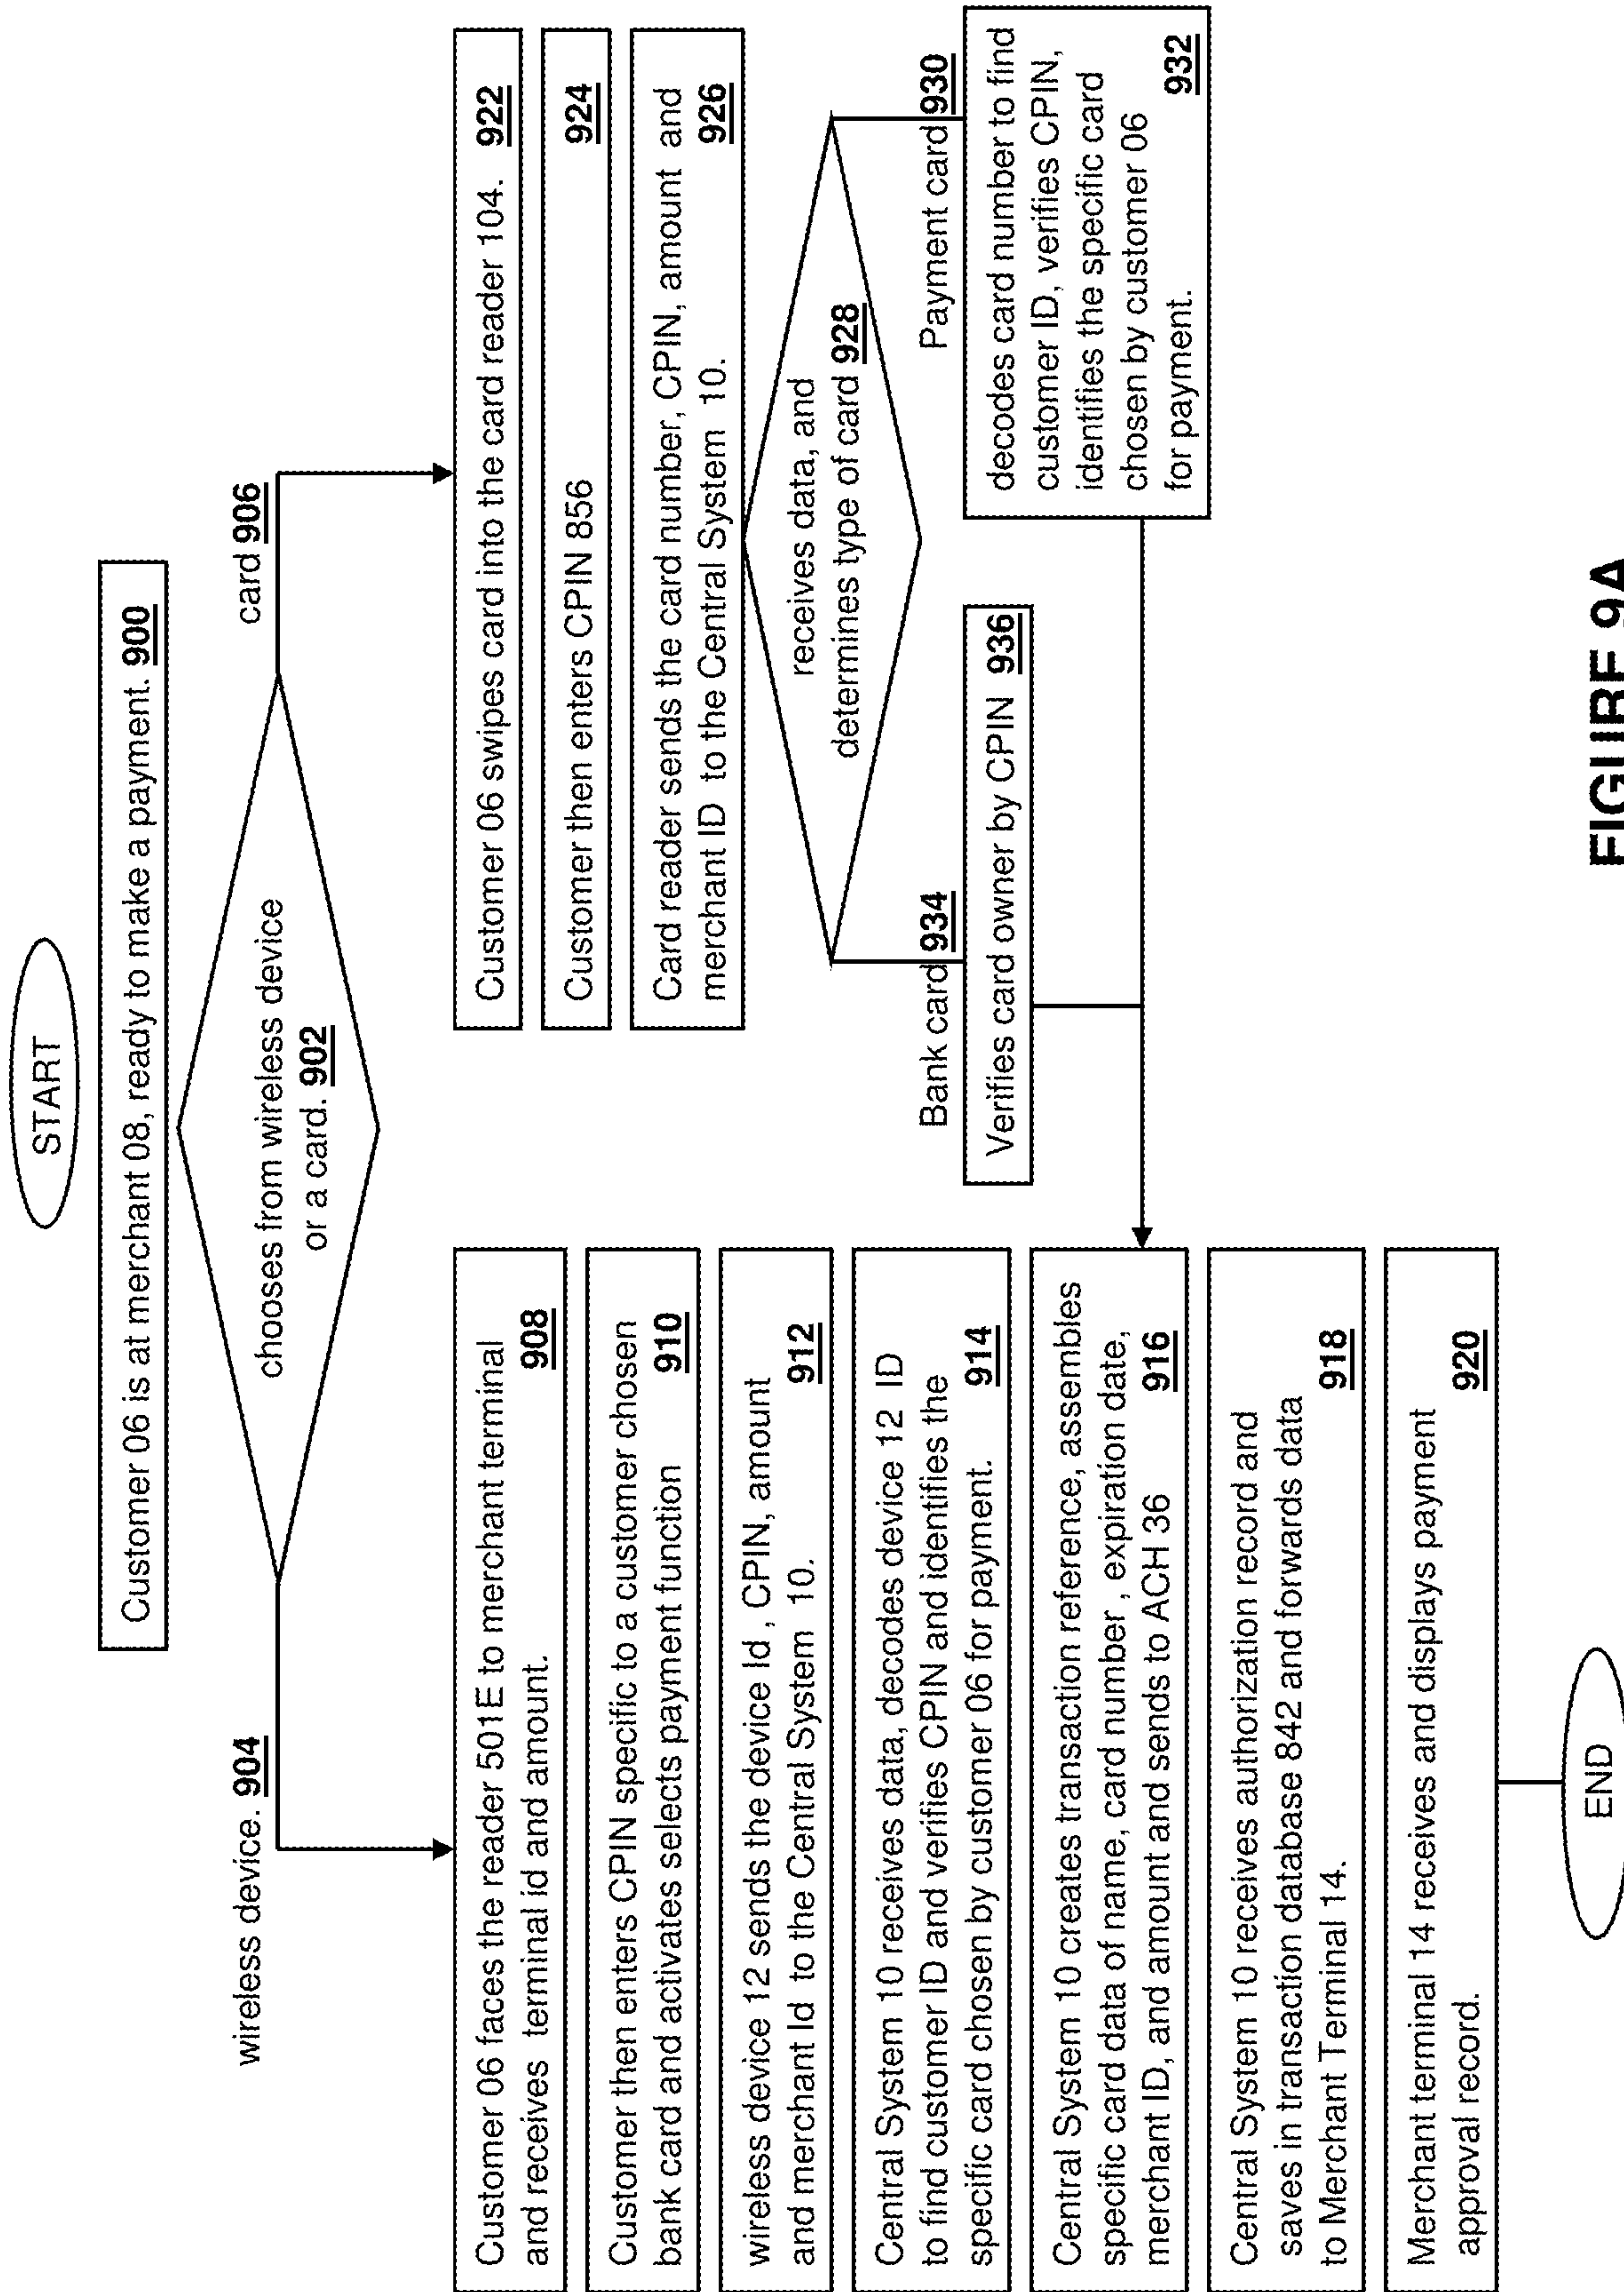 START
Customer 06 is at merchant 08, ready to make a payment. 900
chooses from wireless device
or a card. 902
wireless device. 904
card 906
Customer 06 faces the reader 501E to merchant terminal
and receives terminal id and amount. 908
Customer then enters CPIN specific to a customer chosen
bank card and activates selects payment function 910
wireless device 12 sends the device Id , CPIN, amount
and merchant Id to the Central System 10. 912
Central System 10 receives data, decodes device 12 ID
to find customer ID and verifies CPIN and identifies the
specific card chosen by customer 06 for payment. 914
Central System 10 creates transaction reference, assembles
specific card data of name, card number , expiration date,
merchant ID, and amount and sends to ACH 36 916
Central System 10 receives authorization record and
saves in transaction database 842 and forwards data
to Merchant Terminal 14. 918
Merchant terminal 14 receives and displays payment
approval record. 920
END
Customer 06 swipes card into the card reader 104. 922
Customer then enters CPIN 856 924
Card reader sends the card number, CPIN, amount and
merchant ID to the Central System 10. 926
receives data, and
determines type of card 928
Bank card 934
Verifies card owner by CPIN 936
Payment card 930
decodes card number to find
customer ID, verifies CPIN,
identifies the specific card
chosen by customer 06
for payment. 932
FIGURE 9A